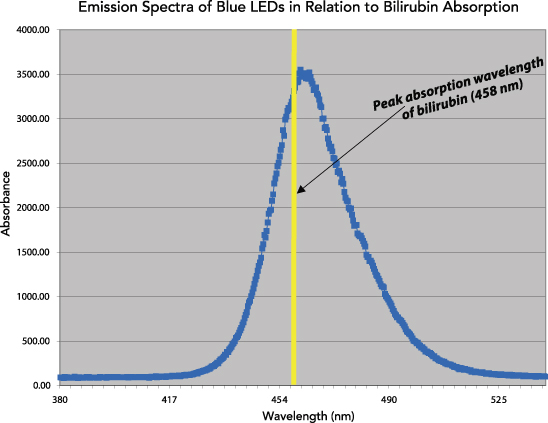 Emission Spectra of Blue LEDs in Relation to Bilirubin Absorption
4000.00
3500.00
3000.00
2500.00
2000.00
1500.00
1000.00
500.00
0.00
Absorbance
Peak absorption wavelength
of bilirubin (458 nm)
380
417
454
490
525
Wavelength (nm)